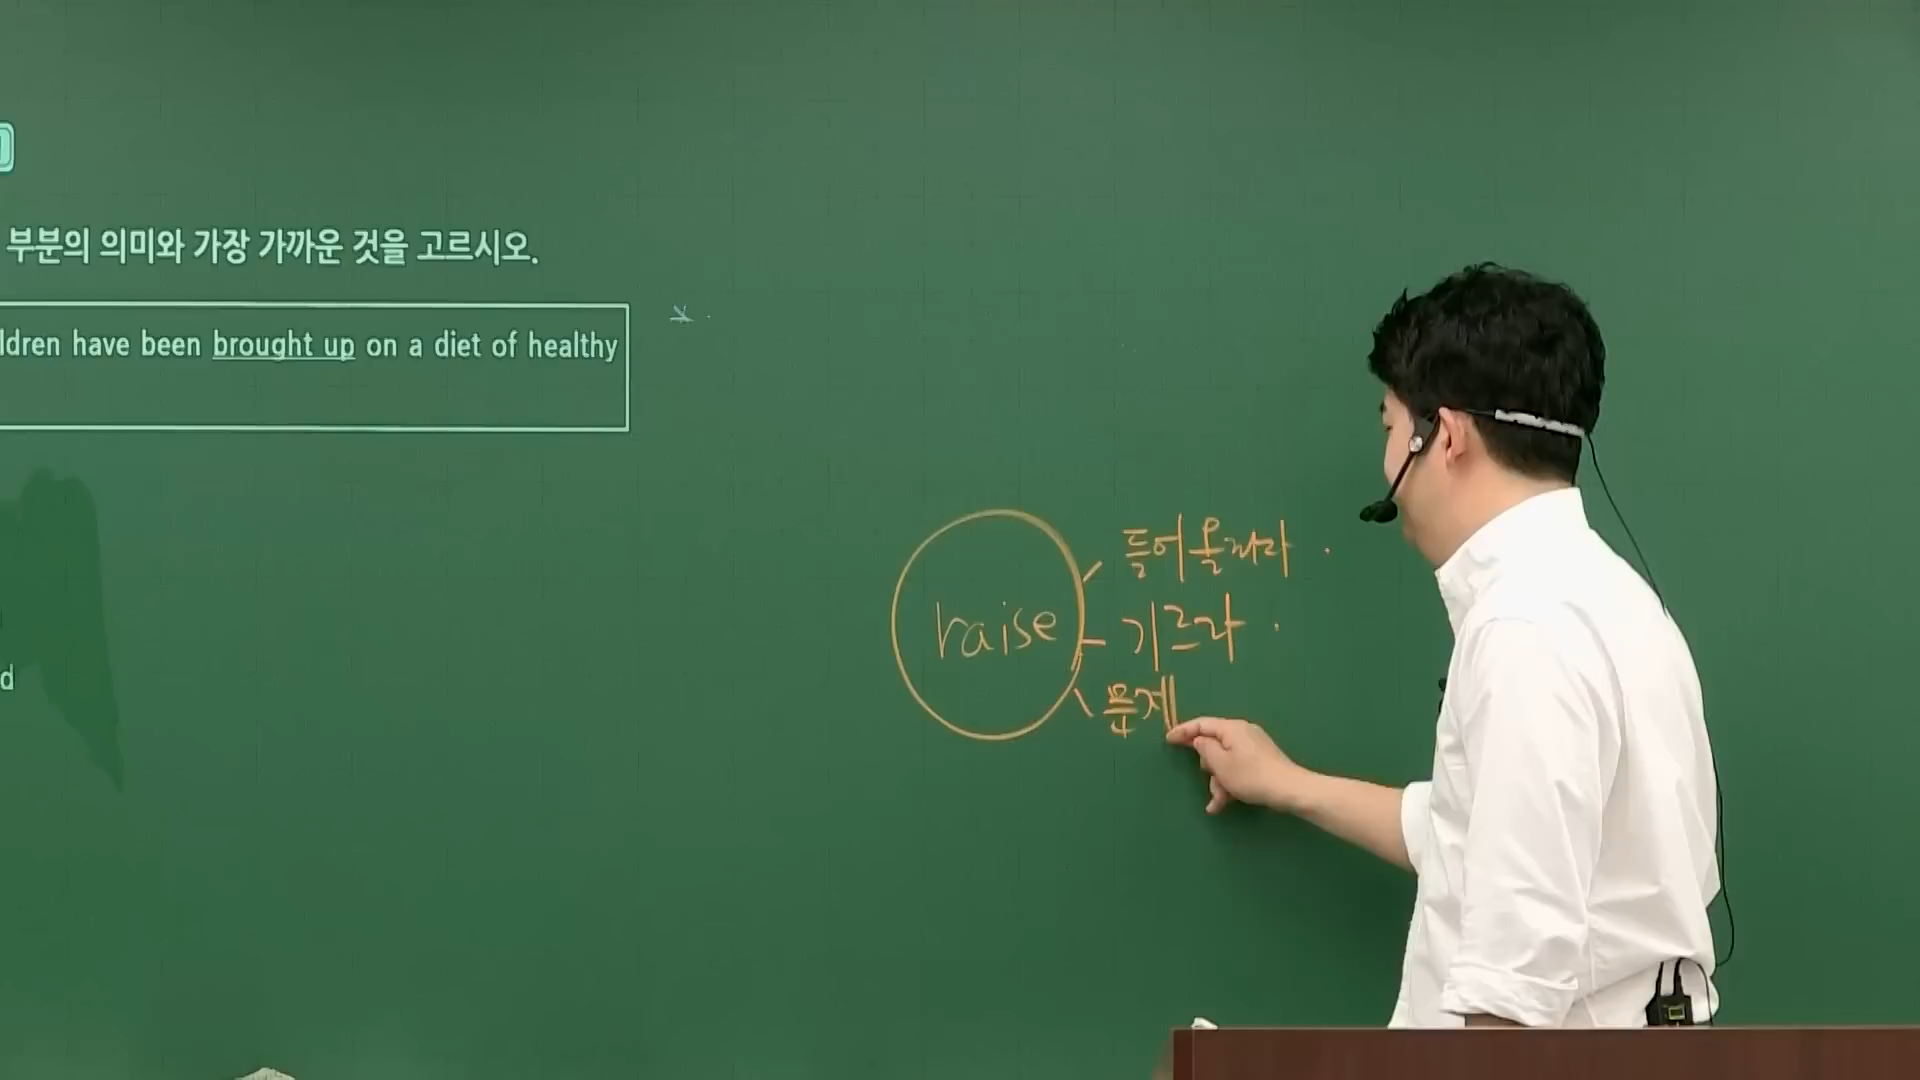 부분의 의미와 가장 가까운 것을 고르시오.
ldren have been brought up on a diet of healthy
d
raise
들어올리다.
기르다.
문제